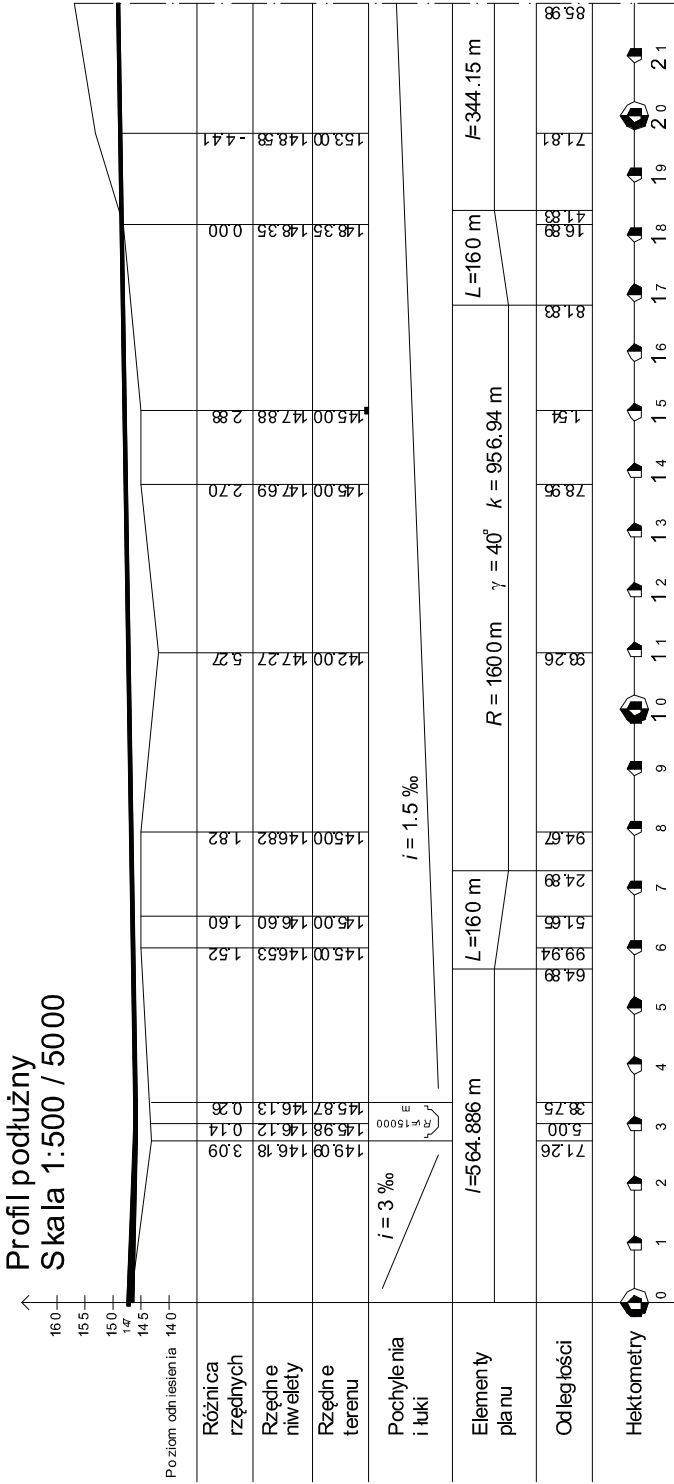 Profil podłużny
Skala 1:500 / 5000
160
155
150
147
145
140
Poziom odniesienia
Różnica
rzędnych
3.09 0.14 0.26 1.52 1.60 1.82 5.27 2.70 2.88 0.00 -4.41
Rzędne
niwelety
146.18 146.12 146.13 146.53 146.60 146.82 147.27 147.69 147.88 148.35 148.58
Rzędne
terenu
149.09 145.98 145.87 145.00 145.00 145.00 142.00 145.00 145.00 148.35 153.00
Pochylenia
i łuki
i = 3 ‰
i = 1.5 ‰
Elementy
planu
l=564.886 m
L=160 m
R = 1600 m γ = 40° k = 956.94 m
L=160 m
l=344.15 m
Odległości
71.26 5.00 38.75 64.89 99.94 51.65 24.89 94.67 93.26 78.95 1.54 81.83 16.89 41.83 71.81 85.98
Hektometry
0 1 2 3 4 5 6 7 8 9 10 11 12 13 14 15 16 17 18 19 20 21